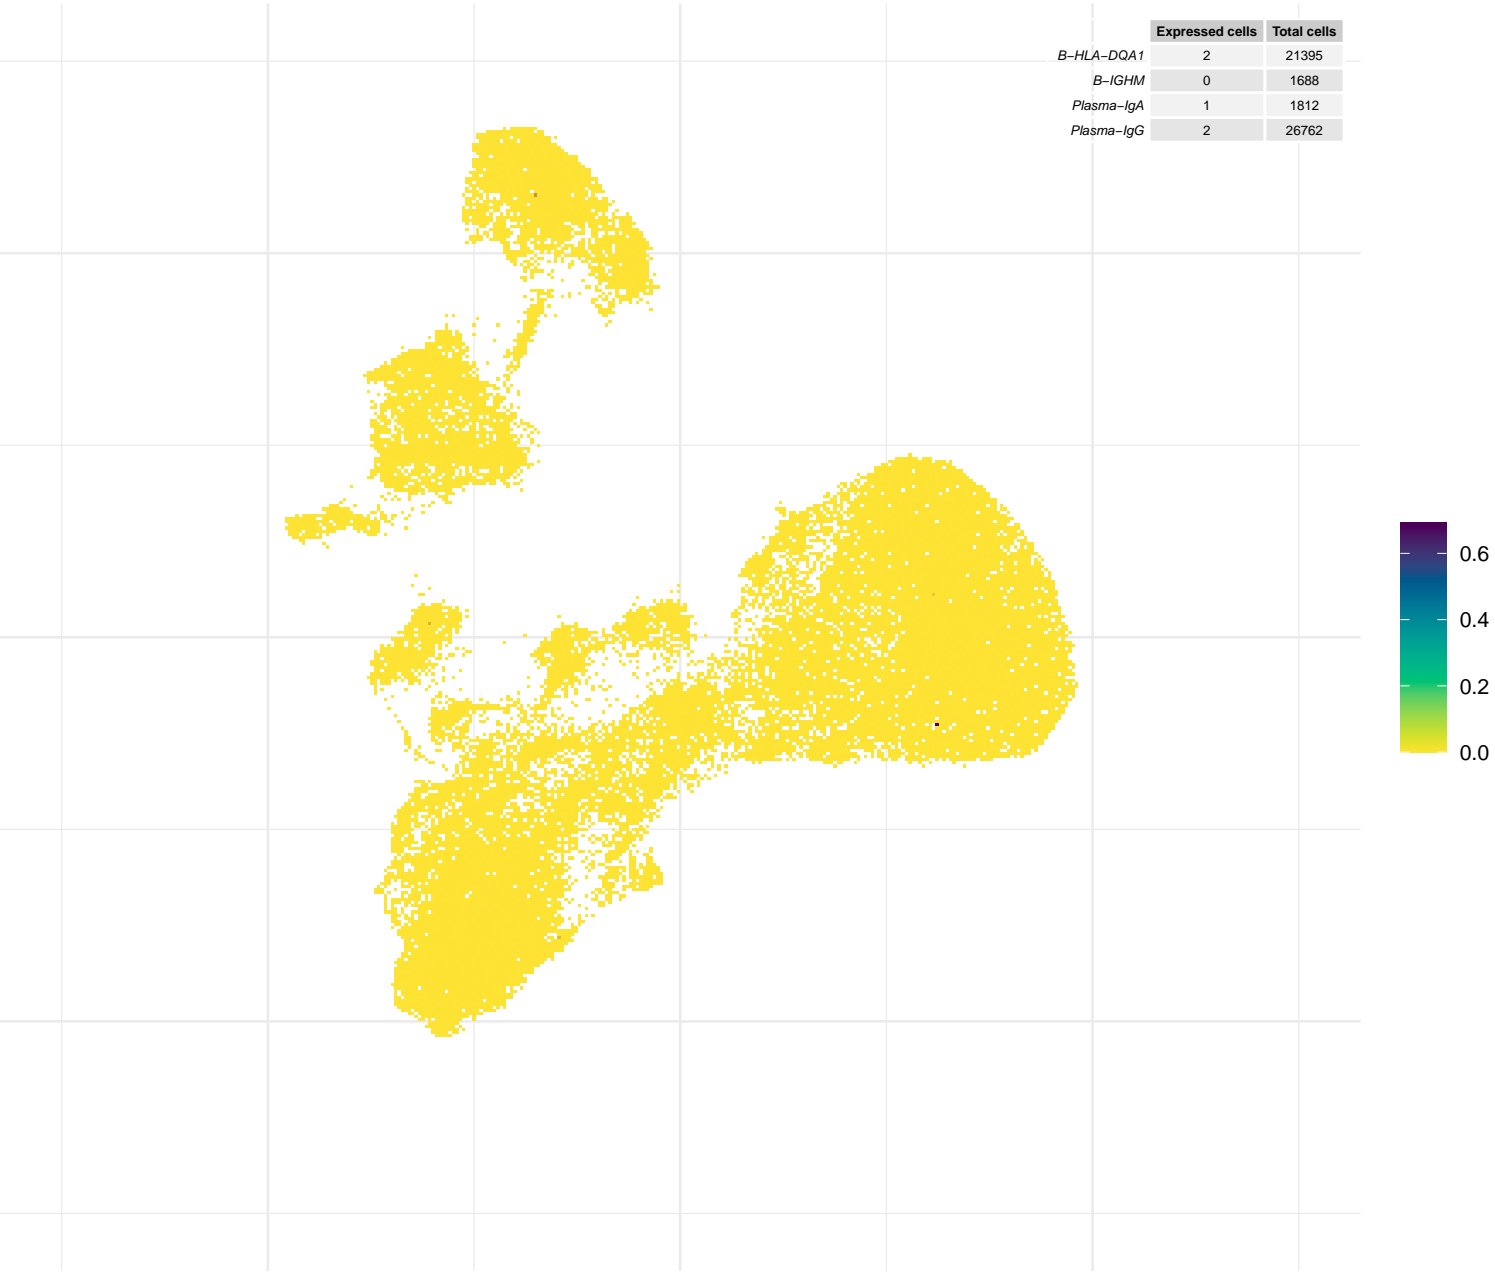 Expressed cells Total cells
B−HLA−DQA1 2 21395
B−IGHM 0 1688
Plasma−IgA 1 1812
Plasma−IgG 2 26762
0.6
0.4
0.2
0.0